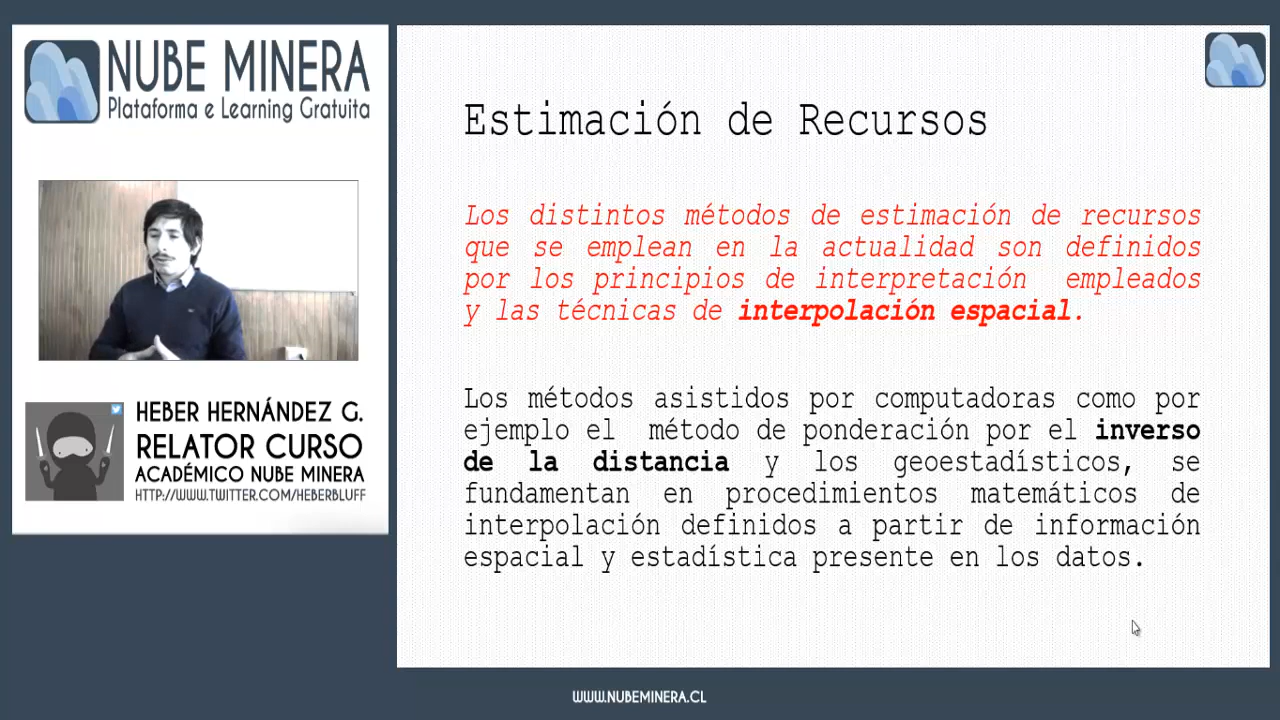 NUBE MINERA
Plataforma e Learning Gratuita
HEBER HERNÁNDEZ G.
RELATOR CURSO
ACADÉMICO NUBE MINERA
HTTP://WWW.TWITTER.COM/HEBERBLUFF
Estimación de Recursos
Los distintos métodos de estimación de recursos
que se emplean en la actualidad son definidos
por los principios de interpretación empleados
y las técnicas de interpolación espacial.
Los métodos asistidos por computadoras como por
ejemplo el método de ponderación por el inverso
de la distancia y los geoestadísticos, se
fundamentan en procedimientos matemáticos de
interpolación definidos a partir de información
espacial y estadística presente en los datos.
WWW.NUBEMINERA.CL